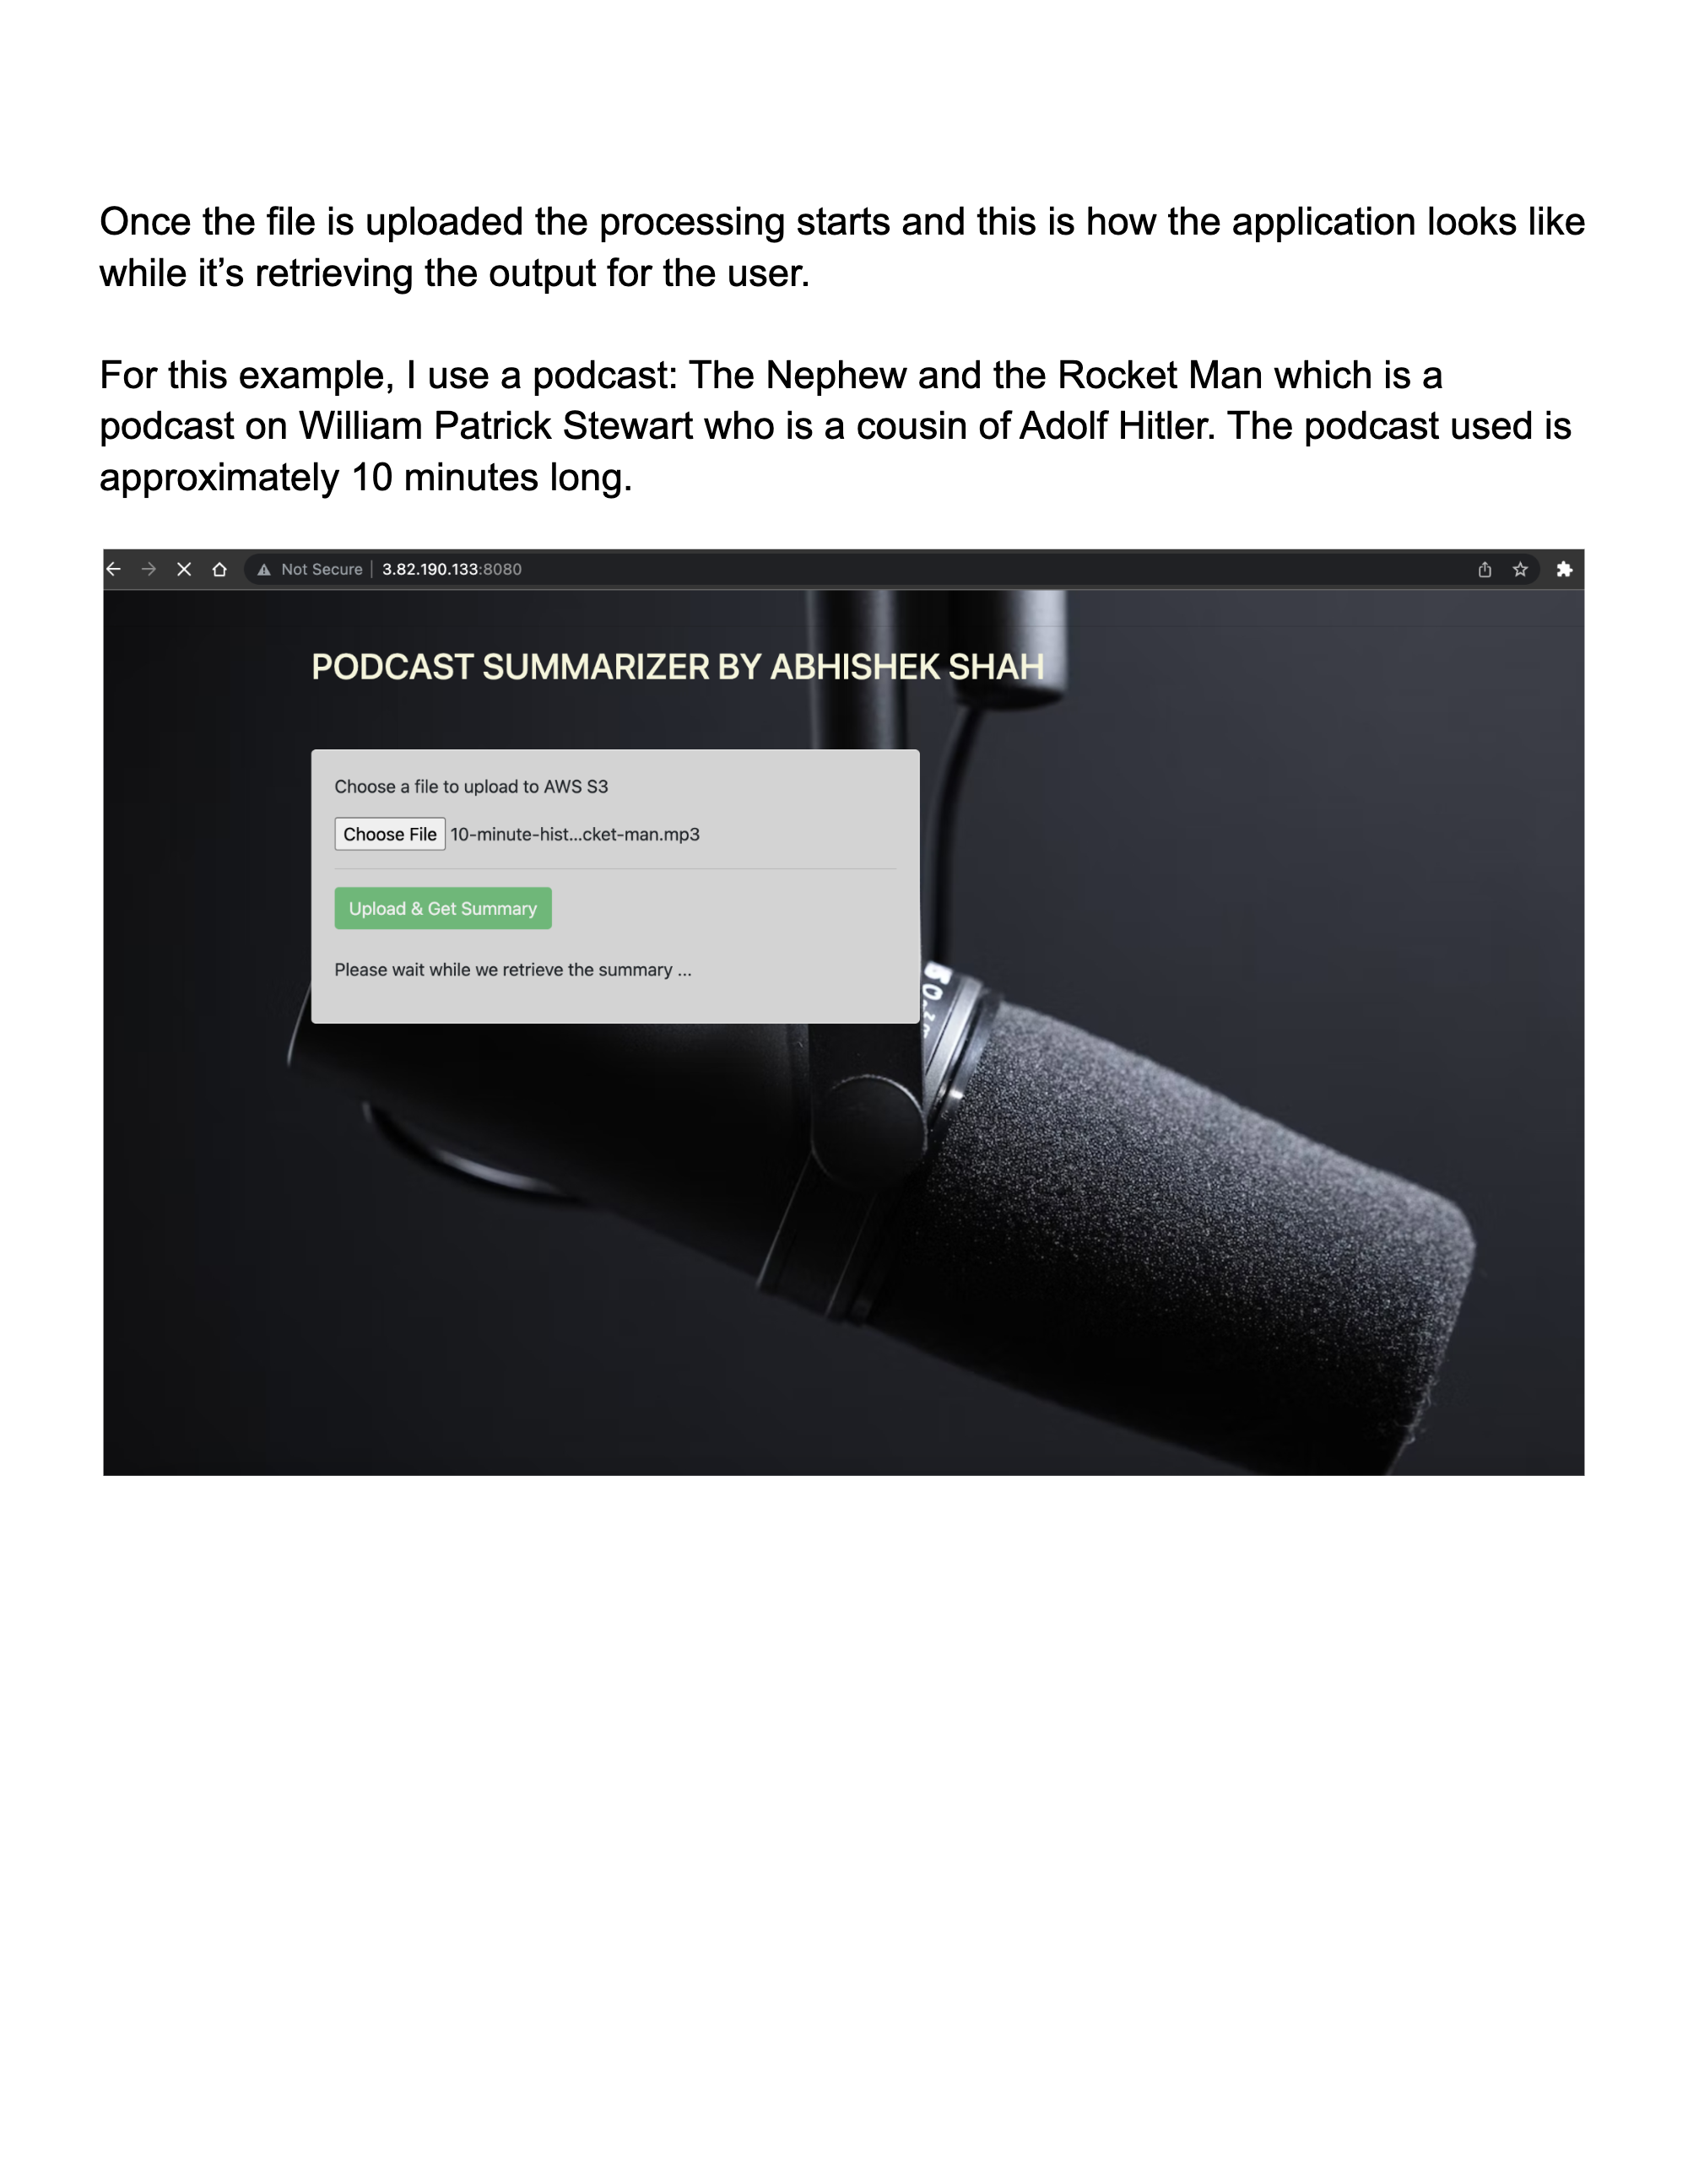 Once the file is uploaded the processing starts and this is how the application looks like
while it’s retrieving the output for the user.
For this example, I use a podcast: The Nephew and the Rocket Man which is a
podcast on William Patrick Stewart who is a cousin of Adolf Hitler. The podcast used is
approximately 10 minutes long.
Not Secure | 3.82.190.133:8080
PODCAST SUMMARIZER BY ABHISHEK SHAH
Choose a file to upload to AWS S3
Choose File 10-minute-hist...cket-man.mp3
Upload & Get Summary
Please wait while we retrieve the summary ...